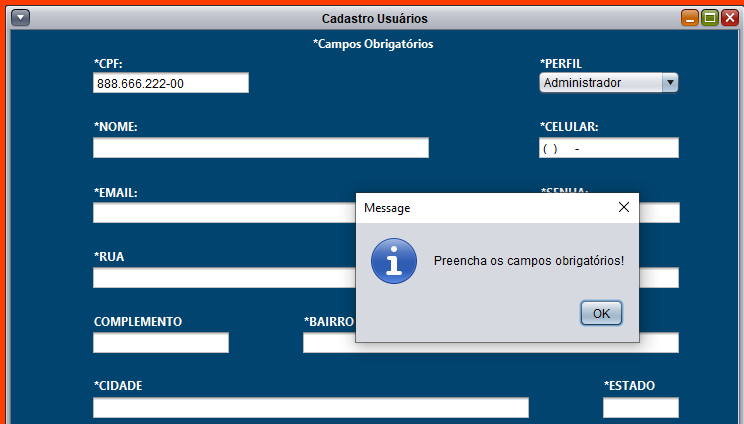 Cadastro Usuários
*Campos Obrigatórios
*CPF:
*PERFIL
888.666.222-00
Administrador
*NOME:
*CELULAR:
( ) -
*EMAIL:
*SENHA:
Message
Preencha os campos obrigatórios!
OK
*RUA
COMPLEMENTO
*BAIRRO
*CIDADE
*ESTADO